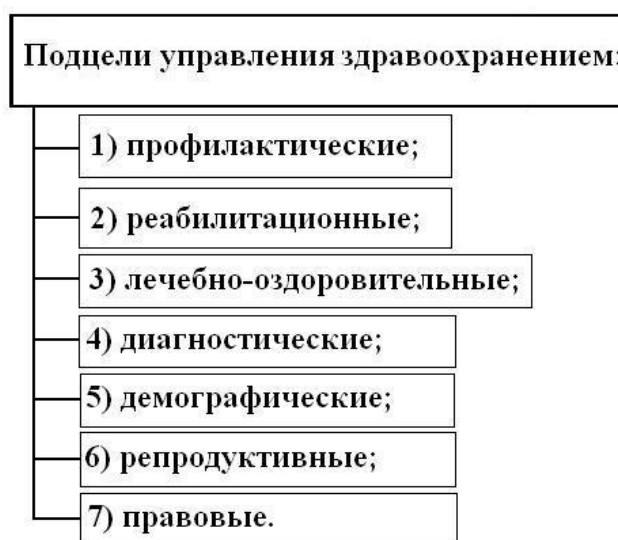 Подцели управления здравоохранением:
1) профилактические;
2) реабилитационные;
3) лечебно-оздоровительные;
4) диагностические;
5) демографические;
6) репродуктивные;
7) правовые.